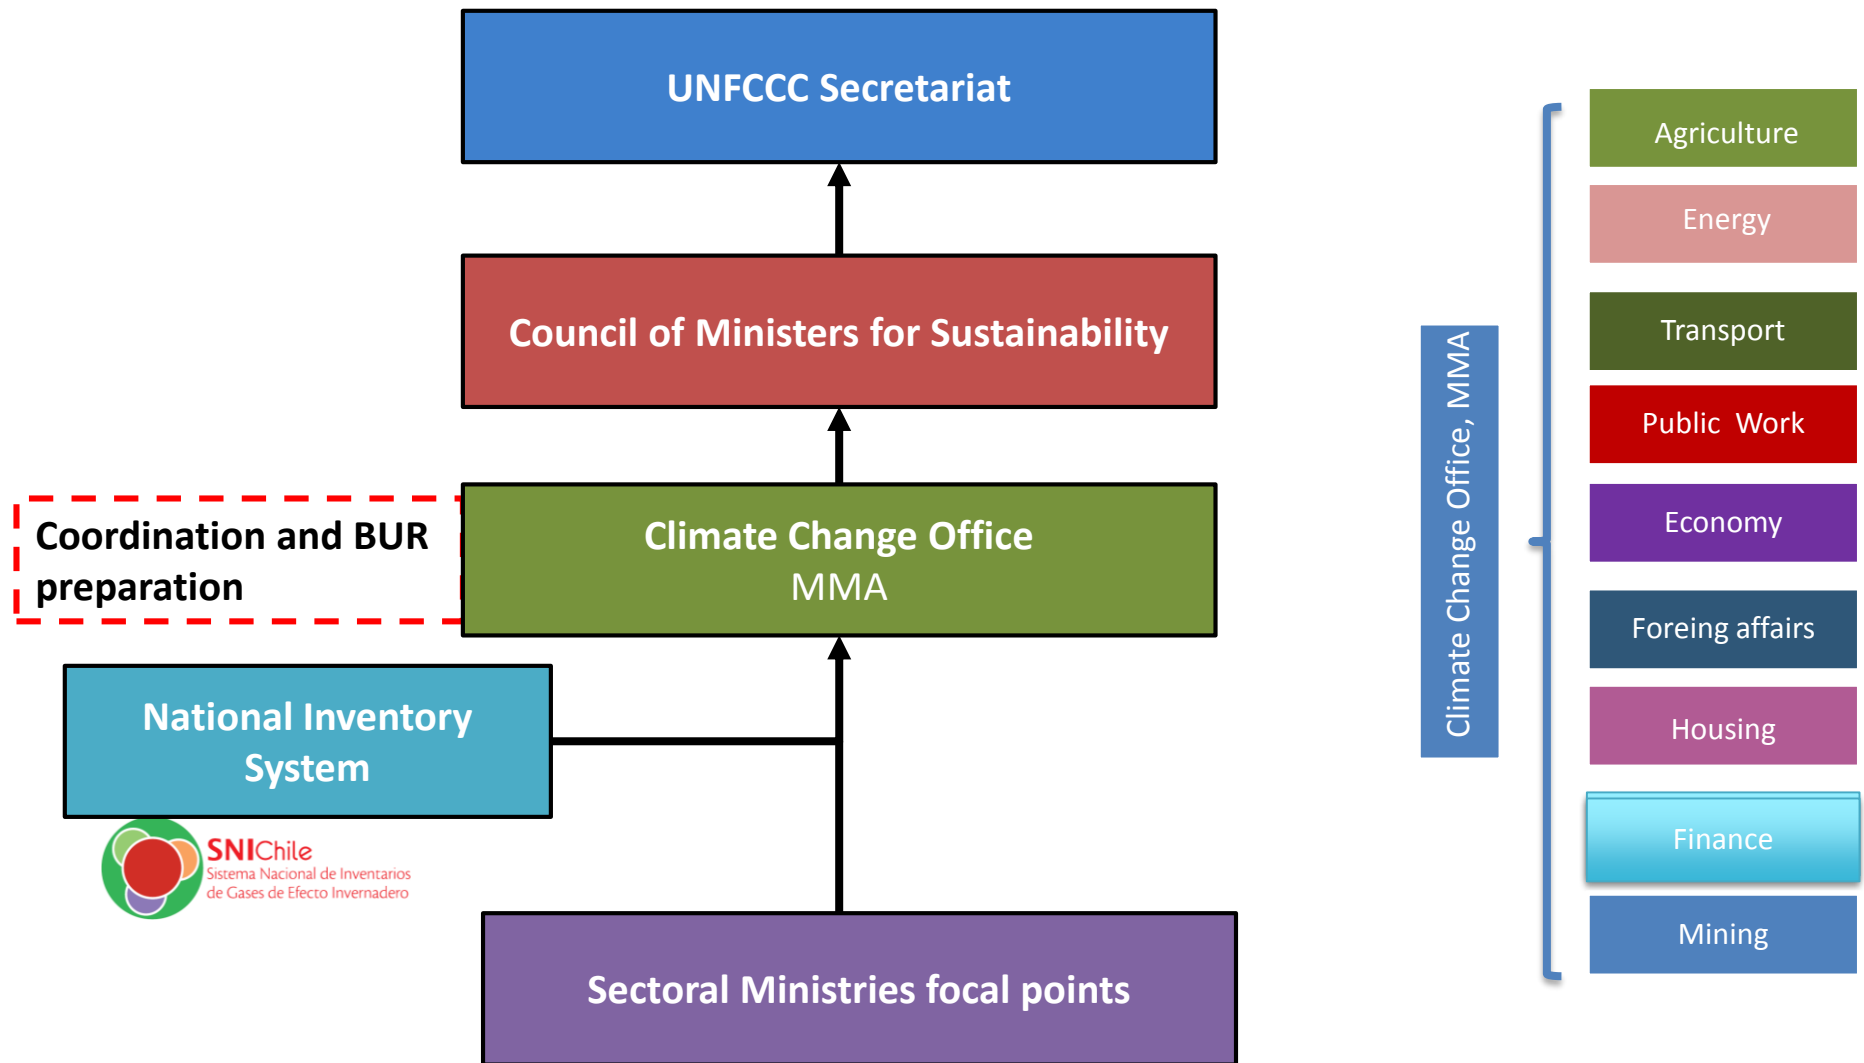 UNFCCC Secretariat
Council of Ministers for Sustainability
Coordination and BUR
preparation
Climate Change Office
MMA
National Inventory
System
SNIChile
Sistema Nacional de Inventarios
de Gases de Efecto Invernadero
Sectoral Ministries focal points
Climate Change Office, MMA
Agriculture
Energy
Transport
Public  Work
Economy
Foreing affairs
Housing
Finance
Mining